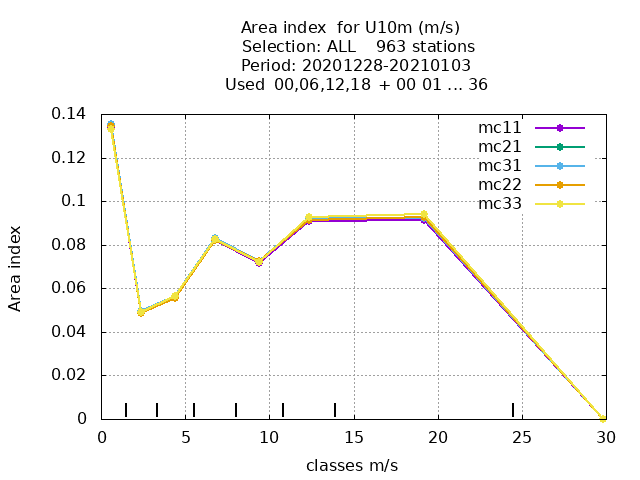 Area index  for U10m (m/s)
Selection: ALL    963 stations
Period: 20201228-20210103
Used  00,06,12,18  + 00 01 ... 36
0.14
0.12
0.1
0.08
0.06
0.04
0.02
0
Area index
mc11
mc21
mc31
mc22
mc33
0 5 10 15 20 25 30
classes m/s